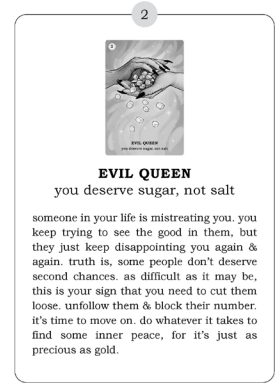 2
2
EVIL QUEEN
you deserve sugar, not salt
EVIL QUEEN
you deserve sugar, not salt
someone in your life is mistreating you. you
keep trying to see the good in them, but
they just keep disappointing you again &
again. truth is, some people don't deserve
second chances. as difficult as it may be,
this is your sign that you need to cut them
loose. unfollow them & block their number.
it's time to move on. do whatever it takes to
find some inner peace, for it's just as
precious as gold.